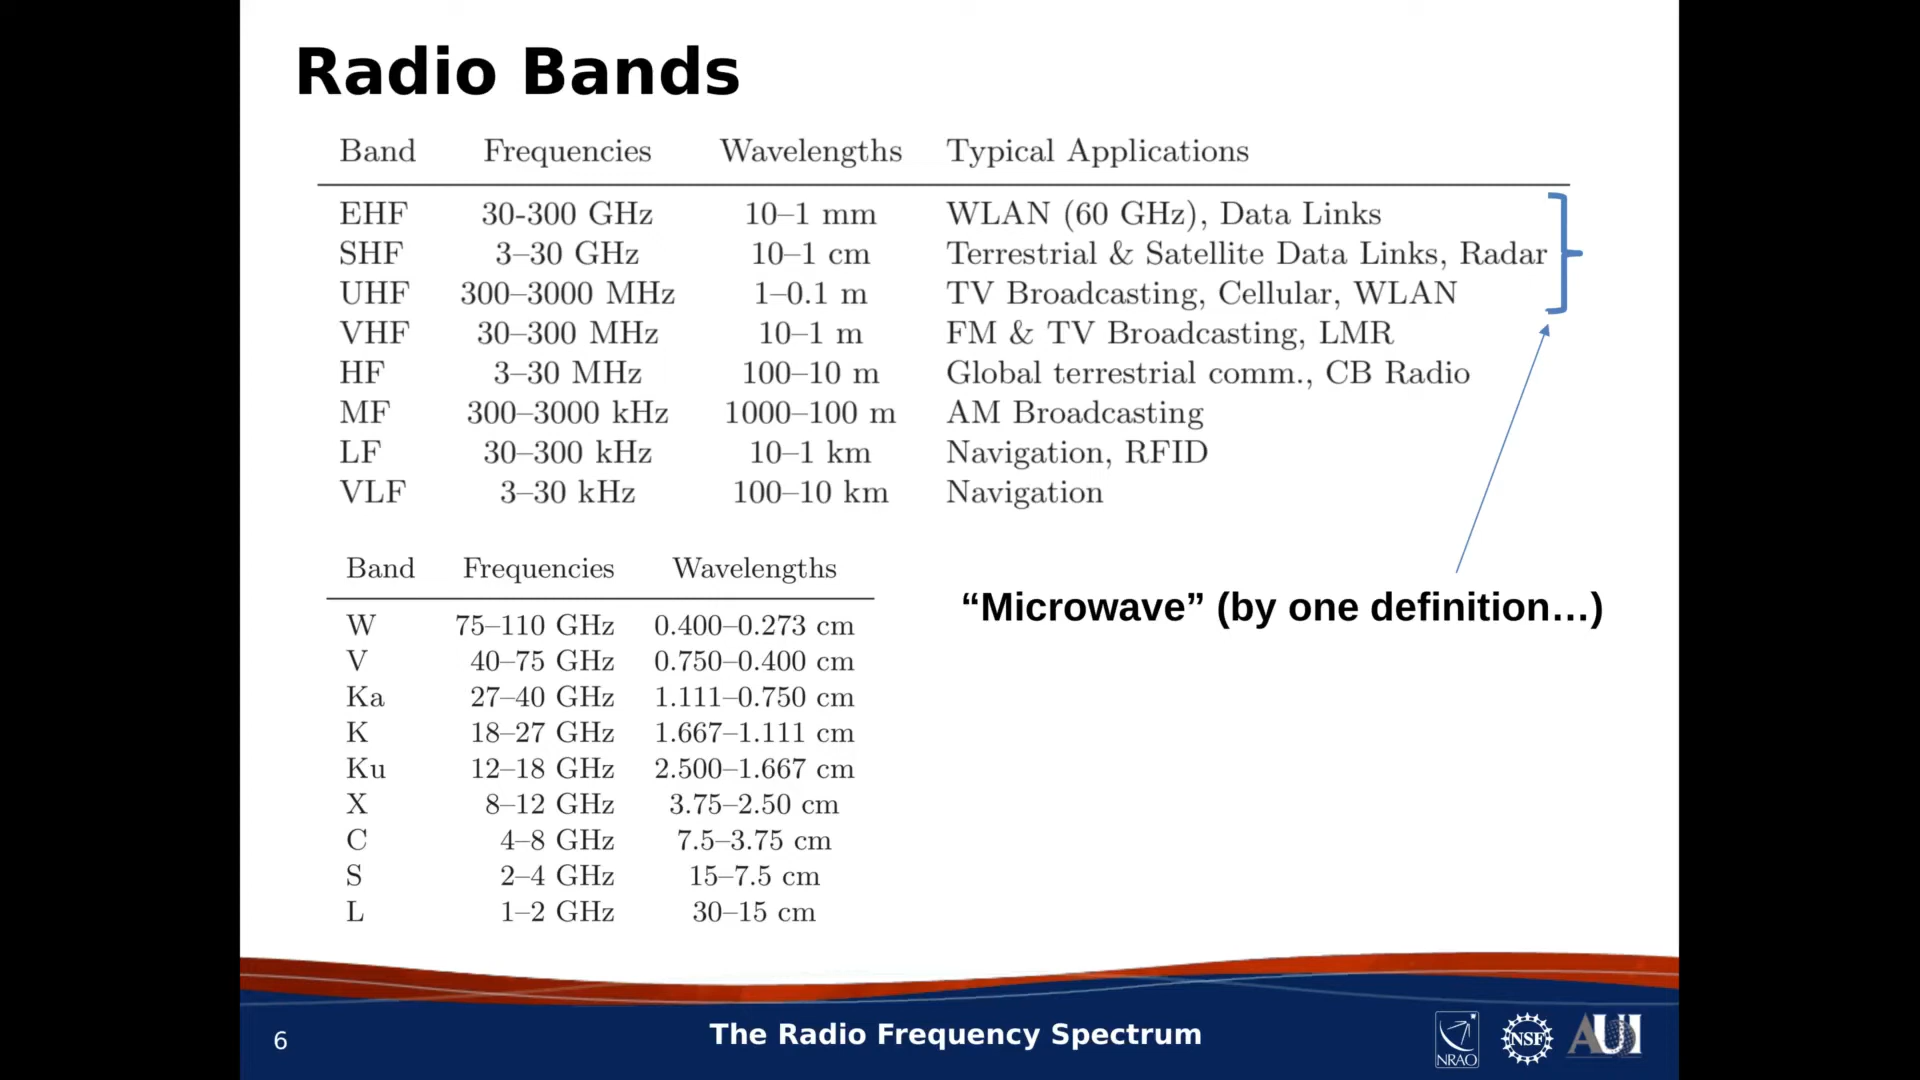 Radio Bands
Band Frequencies Wavelengths Typical Applications
EHF 30-300 GHz 10–1 mm WLAN (60 GHz), Data Links
SHF 3–30 GHz 10–1 cm Terrestrial & Satellite Data Links, Radar
UHF 300–3000 MHz 1–0.1 m TV Broadcasting, Cellular, WLAN
VHF 30–300 MHz 10–1 m FM & TV Broadcasting, LMR
HF 3–30 MHz 100–10 m Global terrestrial comm., CB Radio
MF 300–3000 kHz 1000–100 m AM Broadcasting
LF 30–300 kHz 10–1 km Navigation, RFID
VLF 3–30 kHz 100–10 km Navigation
Band Frequencies Wavelengths
W 75–110 GHz 0.400–0.273 cm
V 40–75 GHz 0.750–0.400 cm
Ka 27–40 GHz 1.111–0.750 cm
K 18–27 GHz 1.667–1.111 cm
Ku 12–18 GHz 2.500–1.667 cm
X 8–12 GHz 3.75–2.50 cm
C 4–8 GHz 7.5–3.75 cm
S 2–4 GHz 15–7.5 cm
L 1–2 GHz 30–15 cm
“Microwave” (by one definition…)
6
The Radio Frequency Spectrum
NRAO
NSF
AUI